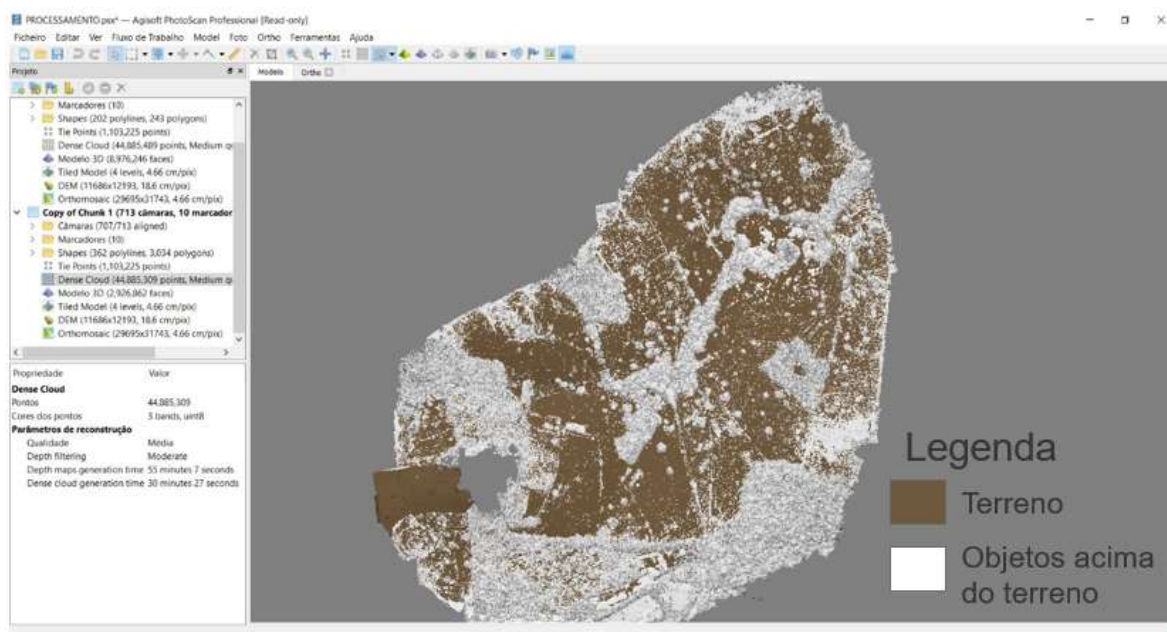 PROCESSAMENTO.psx* — Agisoft PhotoScan Professional [Read-only]
Ficheiro Editar Ver Fluxo de Trabalho Model Foto Ortho Ferramentas Ajuda
Projeto
Modelo Ortho
Marcadores (10)
Shapes (202 polylines, 243 polygons)
Tie Points (1,103,225 points)
Dense Cloud (44,885,489 points, Medium qu
Modelo 3D (8,976,246 faces)
Tiled Model (4 levels, 4.66 cm/pix)
DEM (11686x12193, 18.6 cm/pix)
Orthomosaic (29695x31743, 4.66 cm/pix)
Copy of Chunk 1 (713 câmaras, 10 marcador
Câmaras (707/713 aligned)
Marcadores (10)
Shapes (362 polylines, 3,034 polygons)
Tie Points (1,103,225 points)
Dense Cloud (44,885,309 points, Medium qu
Modelo 3D (2,926,862 faces)
Tiled Model (4 levels, 4.66 cm/pix)
DEM (11686x12193, 18.6 cm/pix)
Orthomosaic (29695x31743, 4.66 cm/pix)
Propriedade Valor
Dense Cloud
Pontos 44,885,309
Cores dos pontos 3 bands, uint8
Parâmetros de reconstrução
Qualidade Média
Depth filtering Moderate
Depth maps generation time 55 minutes 7 seconds
Dense cloud generation time 30 minutes 27 seconds
Legenda
Terreno
Objetos acima
do terreno